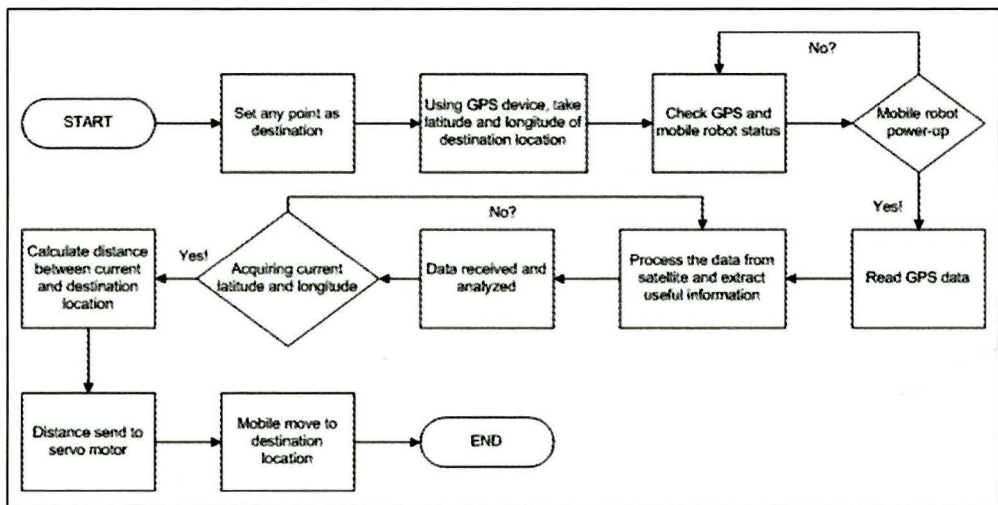 No?
START
Set any point as
destination
Using GPS device, take
latitude and longitude of
destination location
Check GPS and
mobile robot status
Mobile robot
power-up
Yes!
No?
Calculate distance
between current
and destination
location
Yes!
Acquiring current
latitude and longitude
Data received and
analyzed
Process the data from
satellite and extract
useful information
Read GPS data
Distance send to
servo motor
Mobile move to
destination
location
END